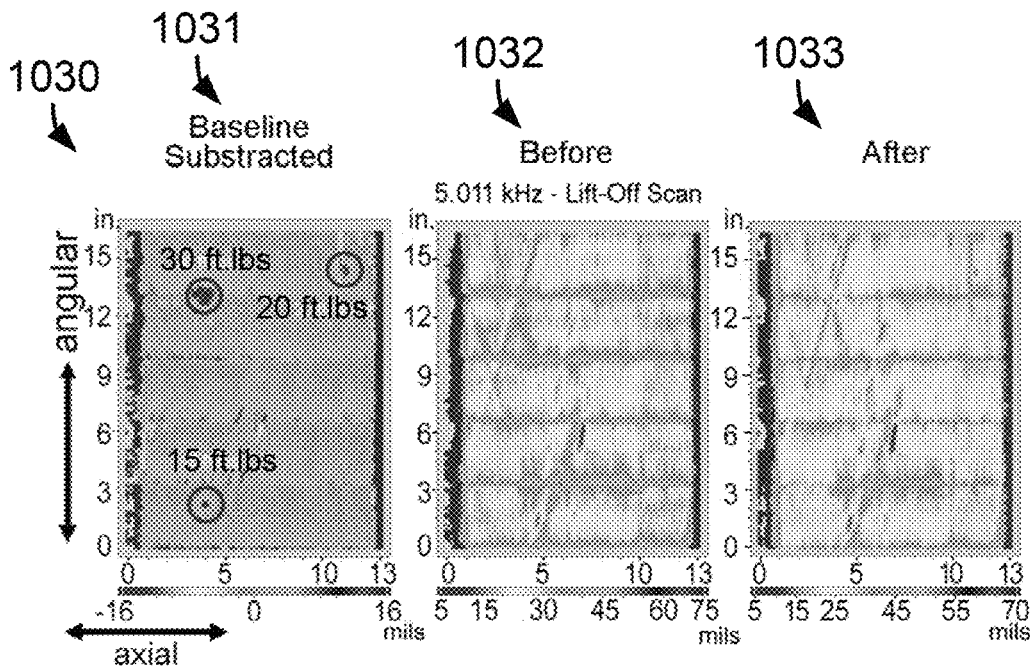 1030
1031
1032
1033
Baseline
Substracted
Before
After
5.011 kHz - Lift-Off Scan
in.
15
12
9
6
3
0
angular
30 ft.lbs
20 ft.lbs
15 ft.lbs
0 5 10 13
-16 0 16
mils
axial
in.
15
12
9
6
3
0
0 5 10 13
5 15 30 45 60 75
mils
in.
15
12
9
6
3
0
0 5 10 13
5 15 25 45 55 70
mils